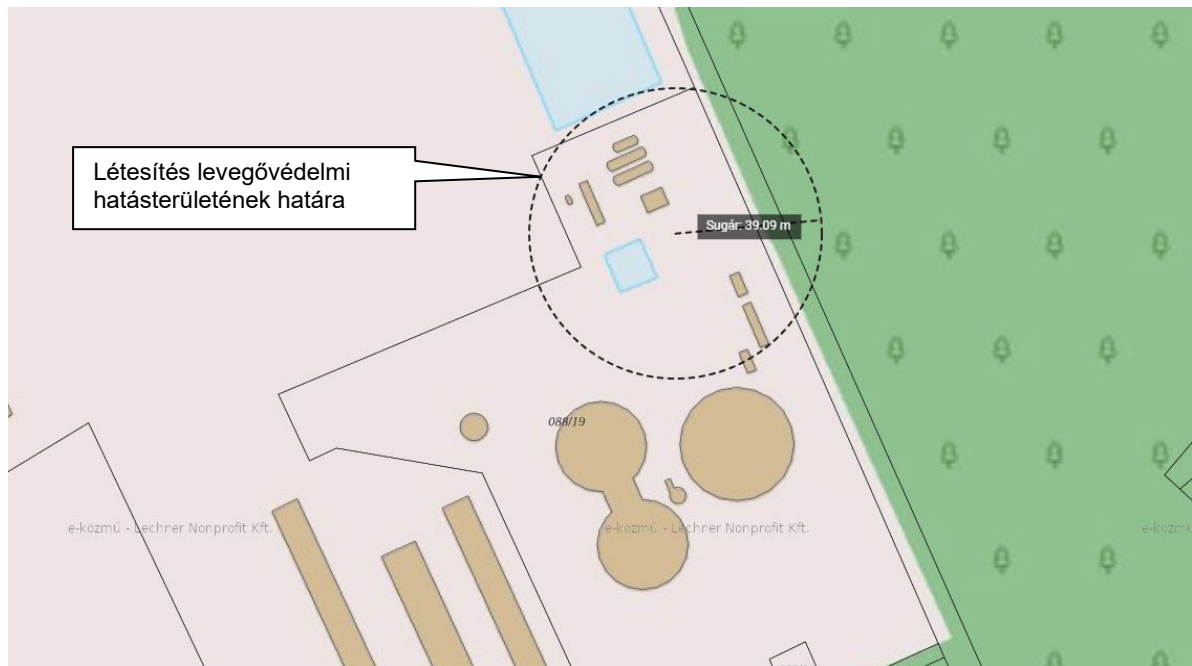 Létesítés levegővédelmi
hatásterületének határa
Sugár: 39.09 m
088/19
e-közmű - Lechner Nonprofit Kft.
e-közmű - Lechner Nonprofit Kft.
e-közmű